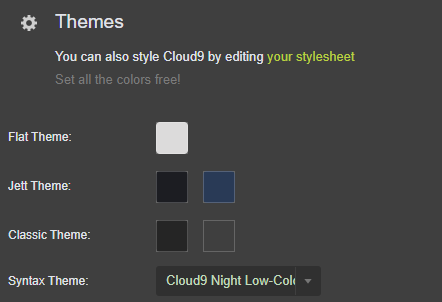 Themes
You can also style Cloud9 by editing your stylesheet
Set all the colors free!
Flat Theme:
Jett Theme:
Classic Theme:
Syntax Theme: Cloud9 Night Low-Colo